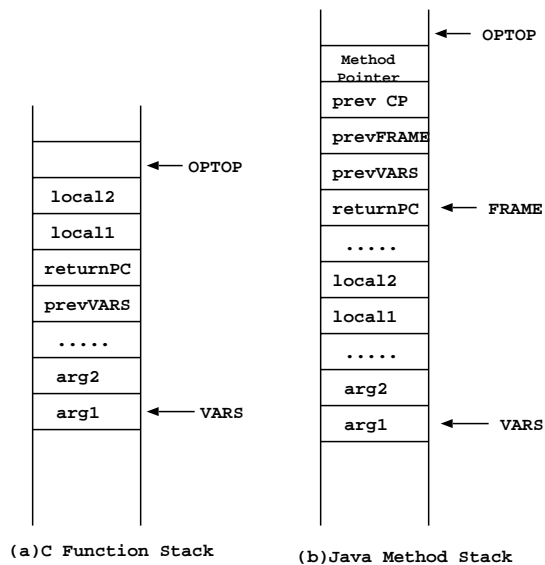 OPTOP
local2
local1
returnPC
prevVARS
.....
arg2
arg1
VARS
(a)C Function Stack
OPTOP
Method
Pointer
prev CP
prevFRAME
prevVARS
returnPC
FRAME
.....
local2
local1
.....
arg2
arg1
VARS
(b)Java Method Stack